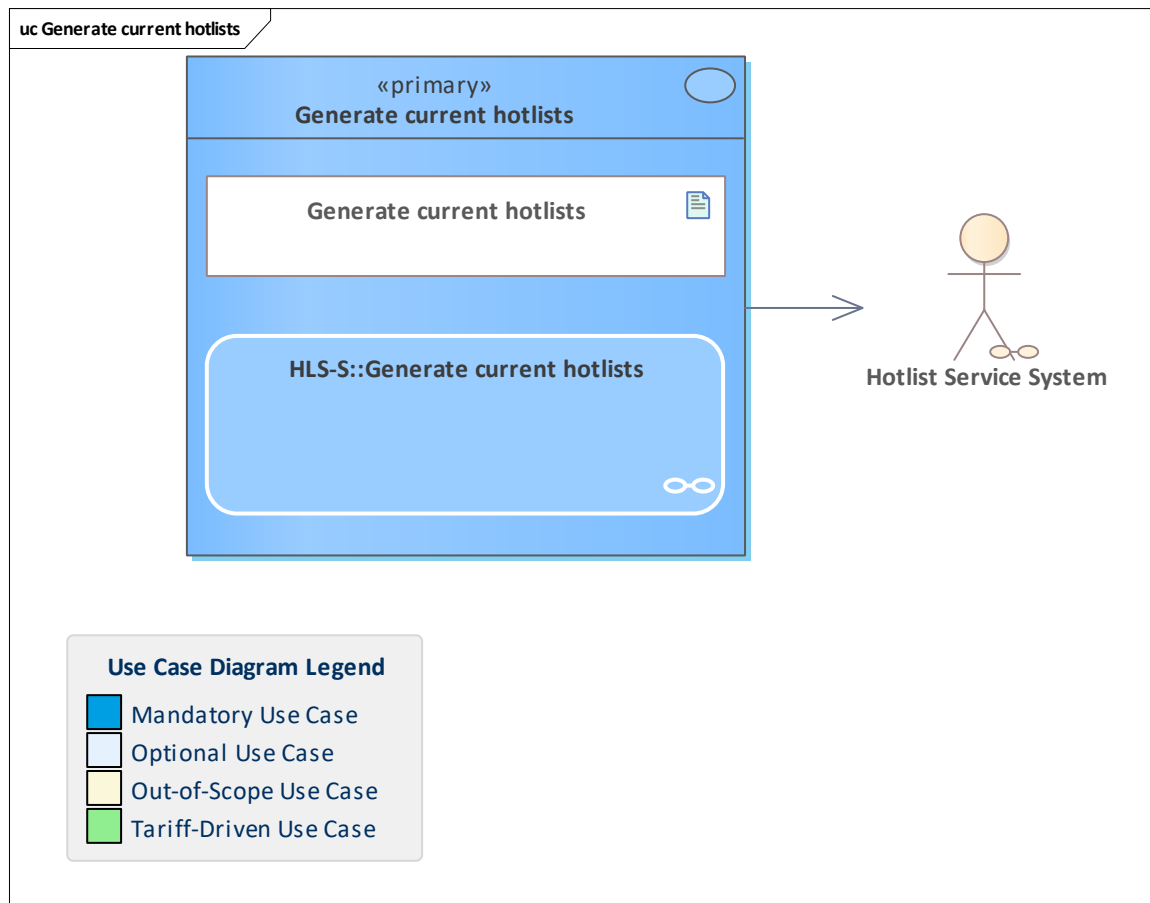 uc Generate current hotlists
«primary»
Generate current hotlists
Generate current hotlists
HLS-S::Generate current hotlists
Hotlist Service System
Use Case Diagram Legend
Mandatory Use Case
Optional Use Case
Out-of-Scope Use Case
Tariff-Driven Use Case